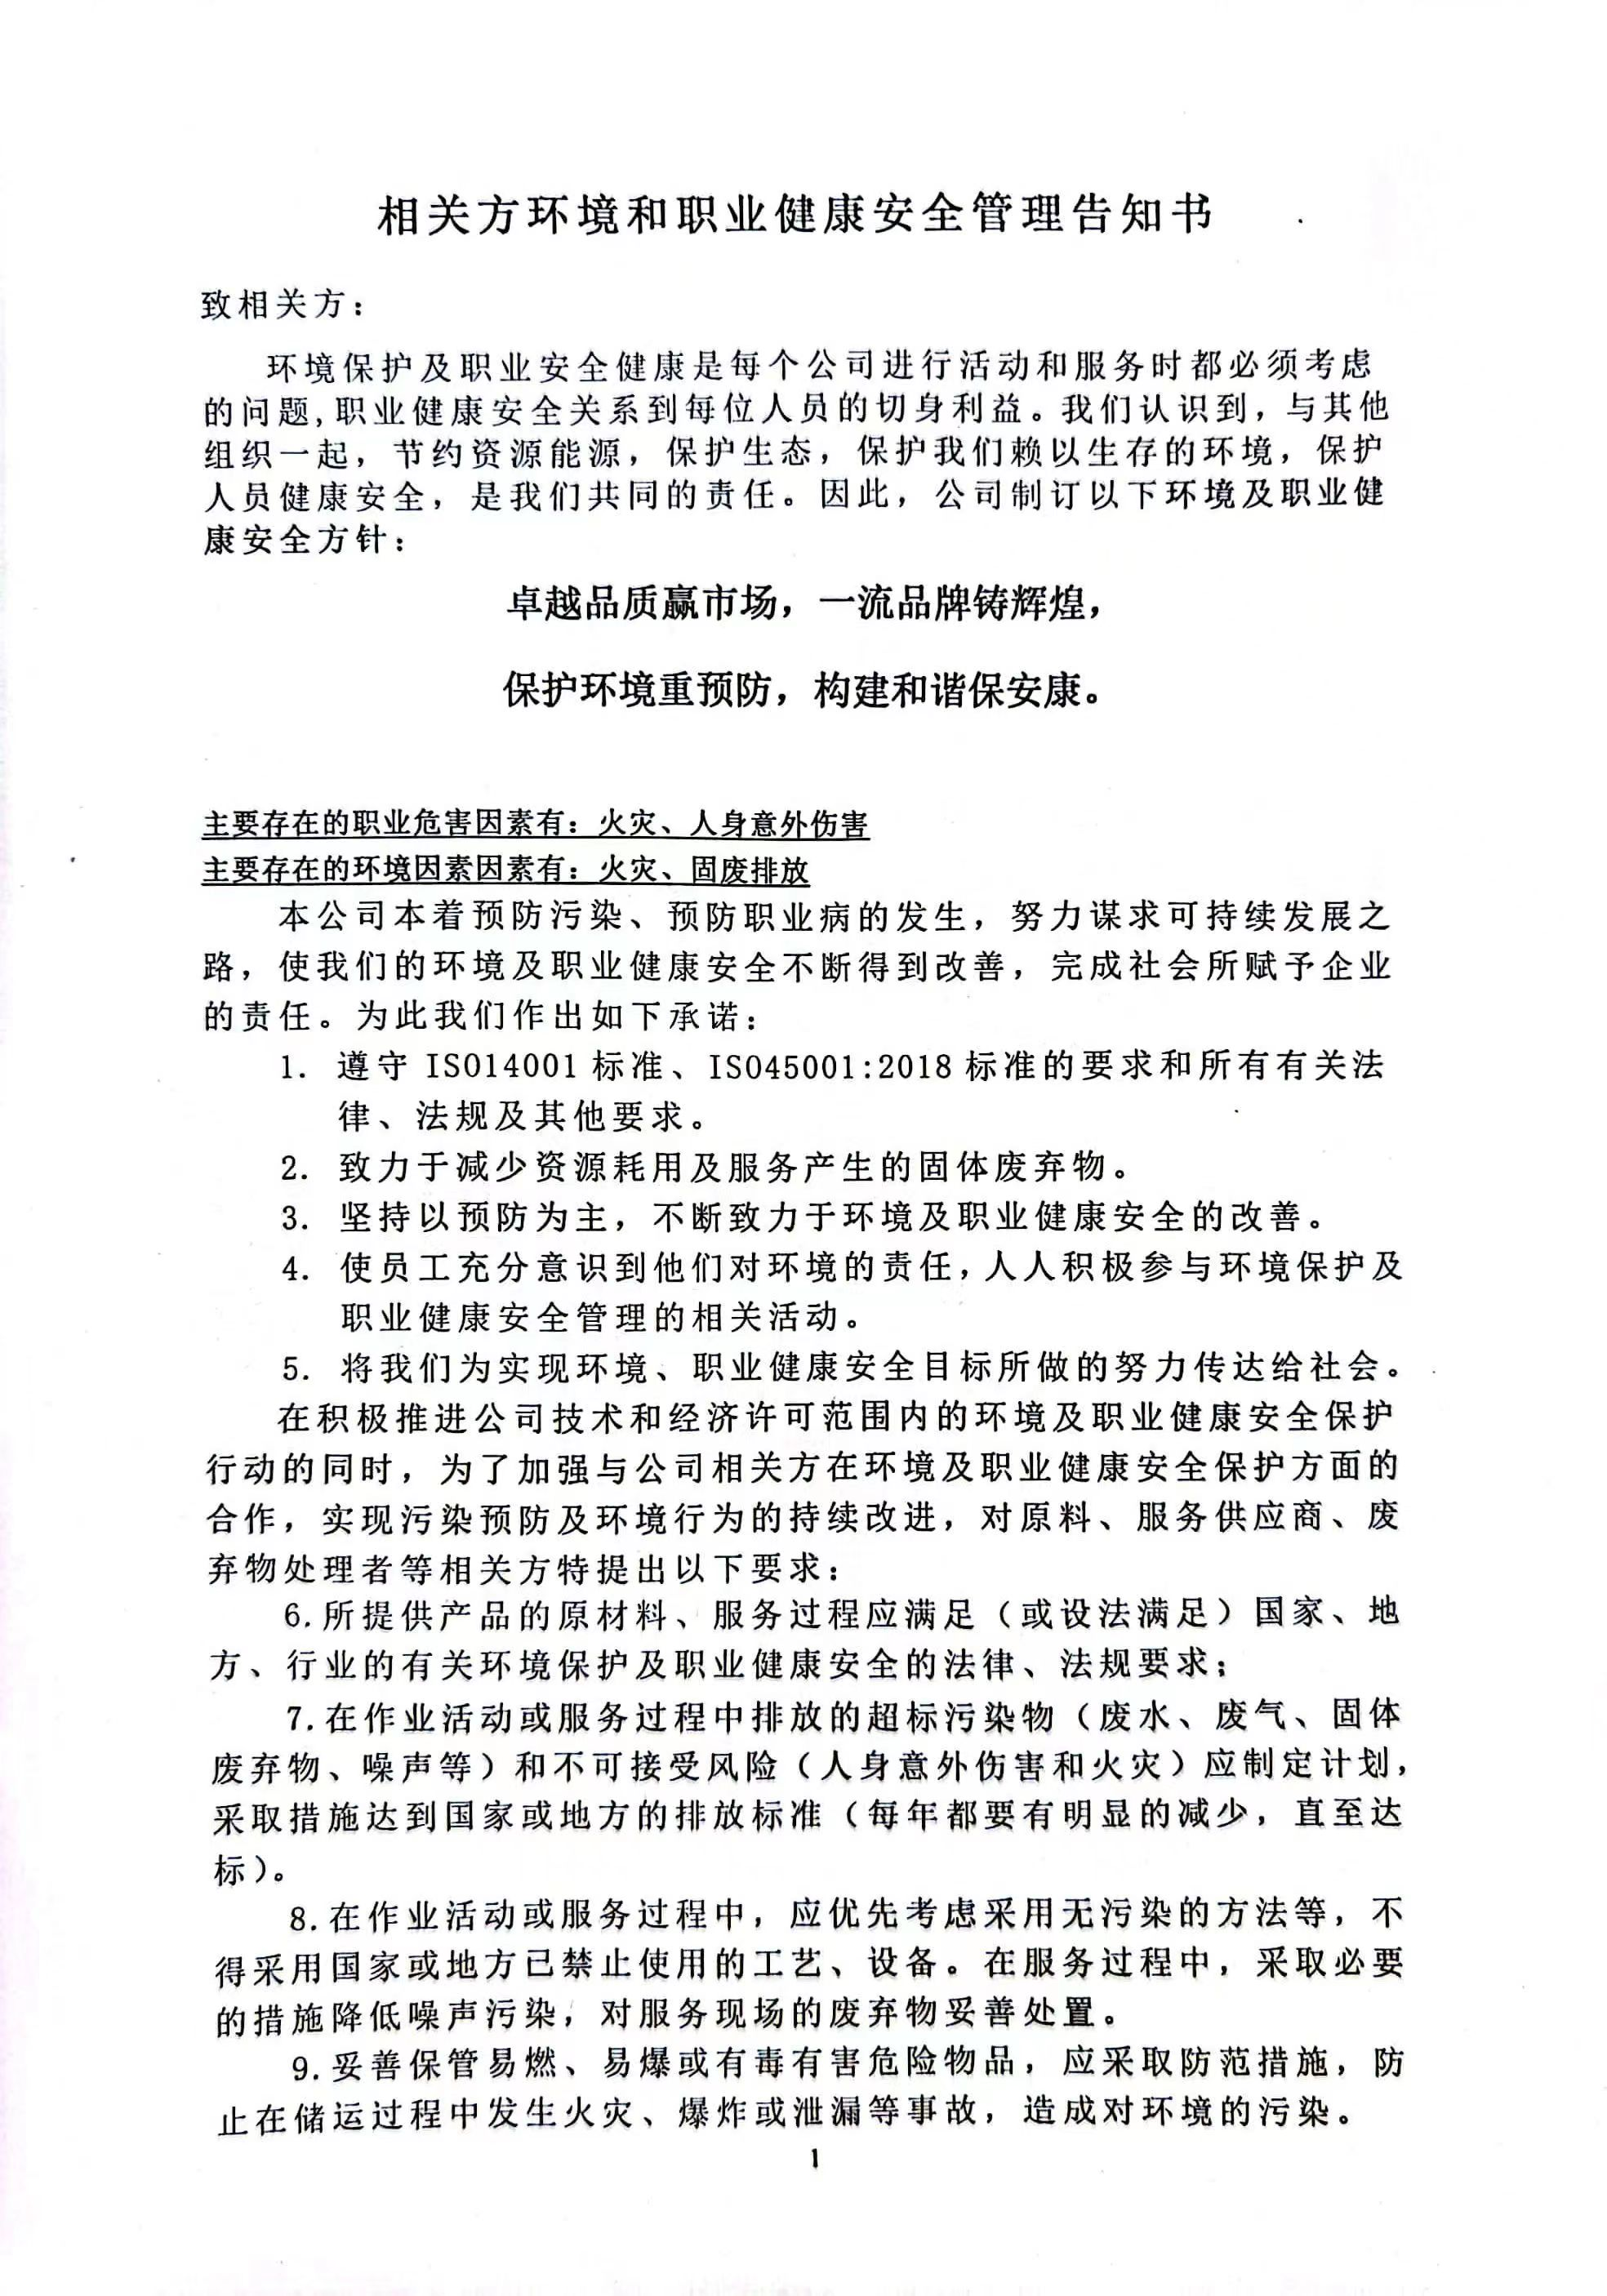 相关方环境和职业健康安全管理告知书
致相关方：
环境保护及职业安全健康是每个公司进行活动和服务时都必须考虑
的问题,职业健康安全关系到每位人员的切身利益。我们认识到，与其他
组织一起，节约资源能源，保护生态，保护我们赖以生存的环境，保护
人员健康安全，是我们共同的责任。因此，公司制订以下环境及职业健
康安全方针：
卓越品质赢市场，一流品牌铸辉煌，
保护环境重预防，构建和谐保安康。
主要存在的职业危害因素有：火灾、人身意外伤害
主要存在的环境因素因素有：火灾、固废排放
本公司本着预防污染、预防职业病的发生，努力谋求可持续发展之
路，使我们的环境及职业健康安全不断得到改善，完成社会所赋予企业
的责任。为此我们作出如下承诺：
1. 遵守 ISO14001 标准、ISO45001:2018 标准的要求和所有有关法
律、法规及其他要求。
2. 致力于减少资源耗用及服务产生的固体废弃物。
3. 坚持以预防为主，不断致力于环境及职业健康安全的改善。
4. 使员工充分意识到他们对环境的责任,人人积极参与环境保护及
职业健康安全管理的相关活动。
5. 将我们为实现环境、职业健康安全目标所做的努力传达给社会。
在积极推进公司技术和经济许可范围内的环境及职业健康安全保护
行动的同时，为了加强与公司相关方在环境及职业健康安全保护方面的
合作，实现污染预防及环境行为的持续改进，对原料、服务供应商、废
弃物处理者等相关方特提出以下要求：
6.所提供产品的原材料、服务过程应满足（或设法满足）国家、地
方、行业的有关环境保护及职业健康安全的法律、法规要求；
7.在作业活动或服务过程中排放的超标污染物（废水、废气、固体
废弃物、噪声等）和不可接受风险（人身意外伤害和火灾）应制定计划，
采取措施达到国家或地方的排放标准（每年都要有明显的减少，直至达
标)。
8.在作业活动或服务过程中，应优先考虑采用无污染的方法等，不
得采用国家或地方已禁止使用的工艺、设备。在服务过程中，采取必要
的措施降低噪声污染，对服务现场的废弃物妥善处置。
9.妥善保管易燃、易爆或有毒有害危险物品，应采取防范措施，防
止在储运过程中发生火灾、爆炸或泄漏等事故，造成对环境的污染。
1